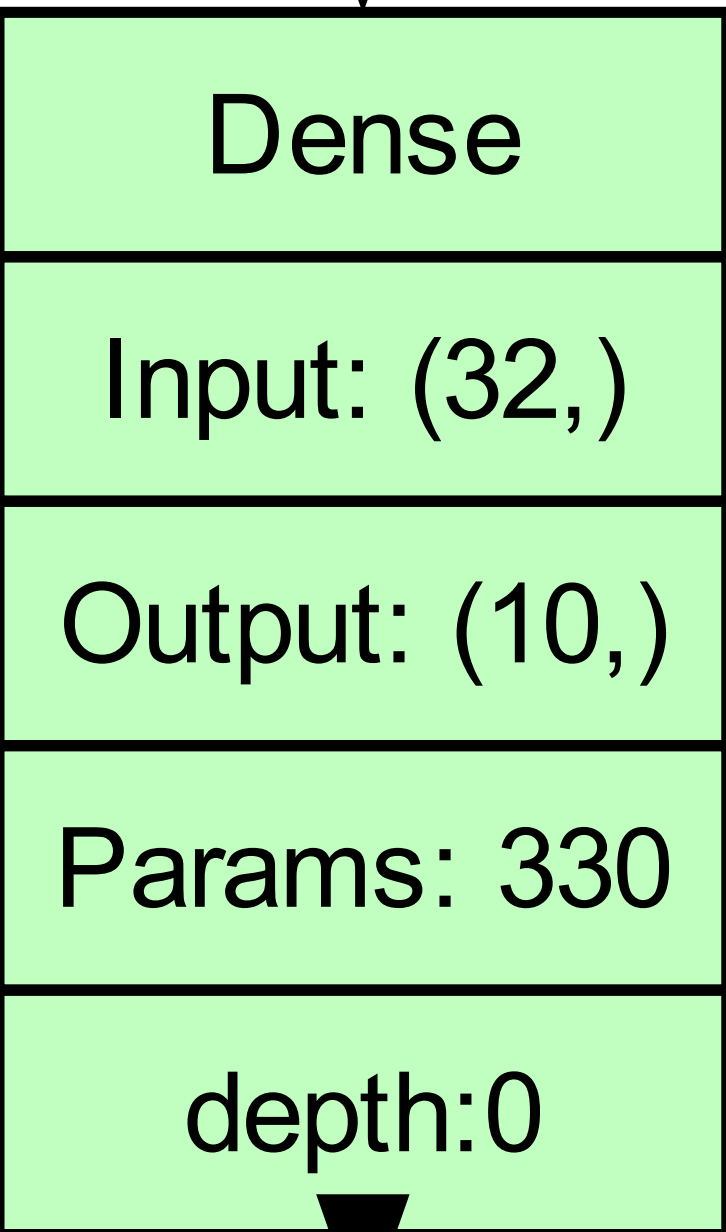 Dense
Input: (32,)
Output: (10,)
Params: 330
depth:0